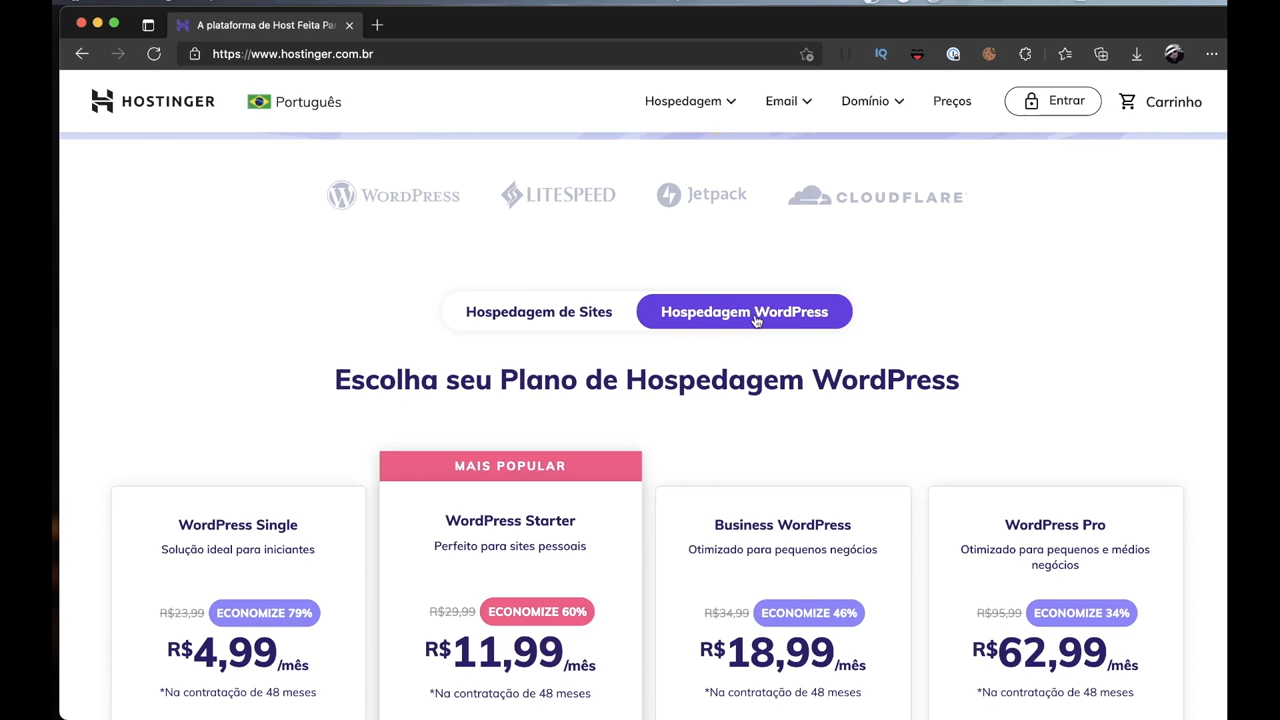 A plataforma de Host Feita Par
https://www.hostinger.com.br
IQ
HOSTINGER
Português
Hospedagem
Email
Domínio
Preços
Entrar
Carrinho
WORDPRESS
LITESPEED
Jetpack
CLOUDFLARE
Hospedagem de Sites
Hospedagem WordPress
Escolha seu Plano de Hospedagem WordPress
WordPress Single
Solução ideal para iniciantes
R$23,99 ECONOMIZE 79%
R$4,99/mês
*Na contratação de 48 meses
MAIS POPULAR
WordPress Starter
Perfeito para sites pessoais
R$29,99 ECONOMIZE 60%
R$11,99/mês
*Na contratação de 48 meses
Business WordPress
Otimizado para pequenos negócios
R$34,99 ECONOMIZE 46%
R$18,99/mês
*Na contratação de 48 meses
WordPress Pro
Otimizado para pequenos e médios
negócios
R$95,99 ECONOMIZE 34%
R$62,99/mês
*Na contratação de 48 meses